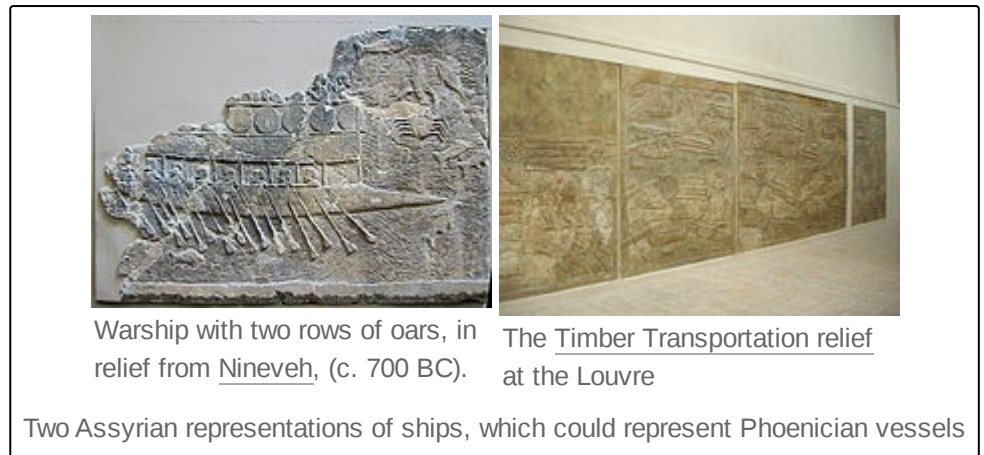 Warship with two rows of oars, in
relief from Nineveh, (c. 700 BC).
The Timber Transportation relief
at the Louvre
Two Assyrian representations of ships, which could represent Phoenician vessels